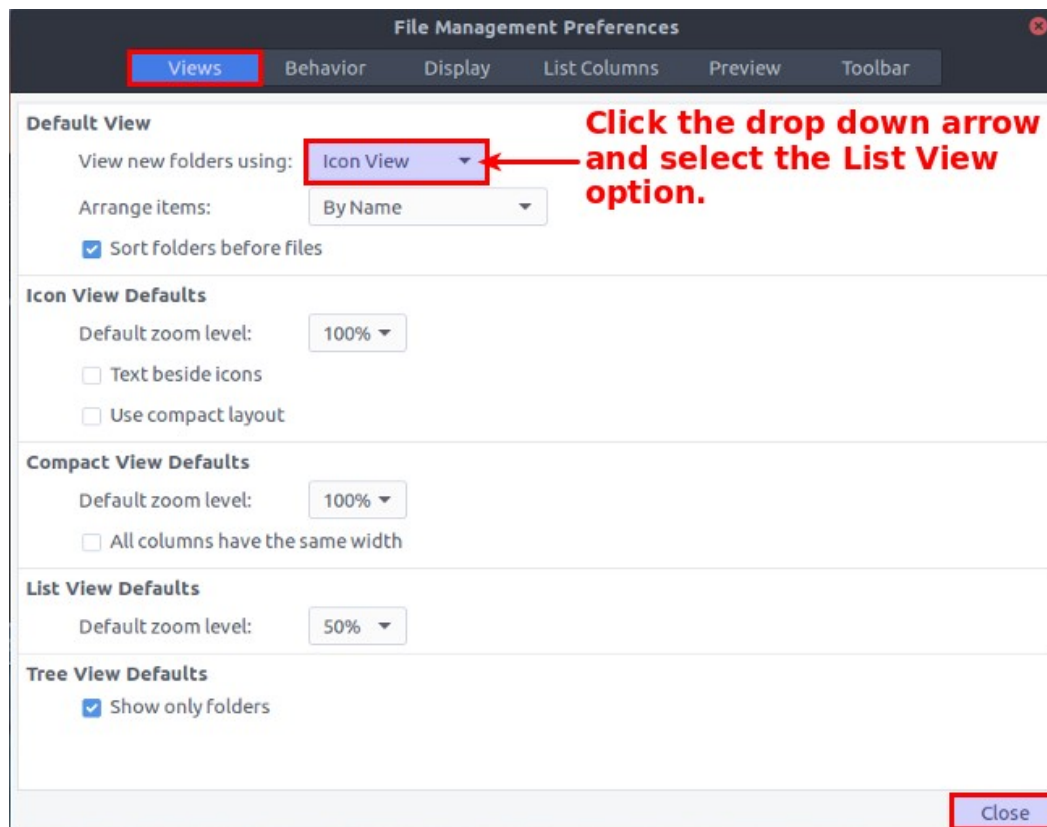 File Management Preferences
Views Behavior Display List Columns Preview Toolbar
Default View
View new folders using: Icon View
Click the drop down arrow
and select the List View
option.
Arrange items: By Name
Sort folders before files
Icon View Defaults
Default zoom level: 100%
Text beside icons
Use compact layout
Compact View Defaults
Default zoom level: 100%
All columns have the same width
List View Defaults
Default zoom level: 50%
Tree View Defaults
Show only folders
Close